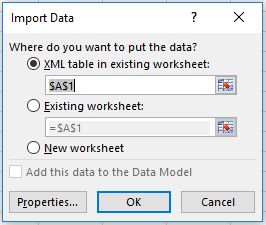 Import Data
Where do you want to put the data?
XML table in existing worksheet:
$A$1
Existing worksheet:
=$A$1
New worksheet
Add this data to the Data Model
Properties... OK Cancel